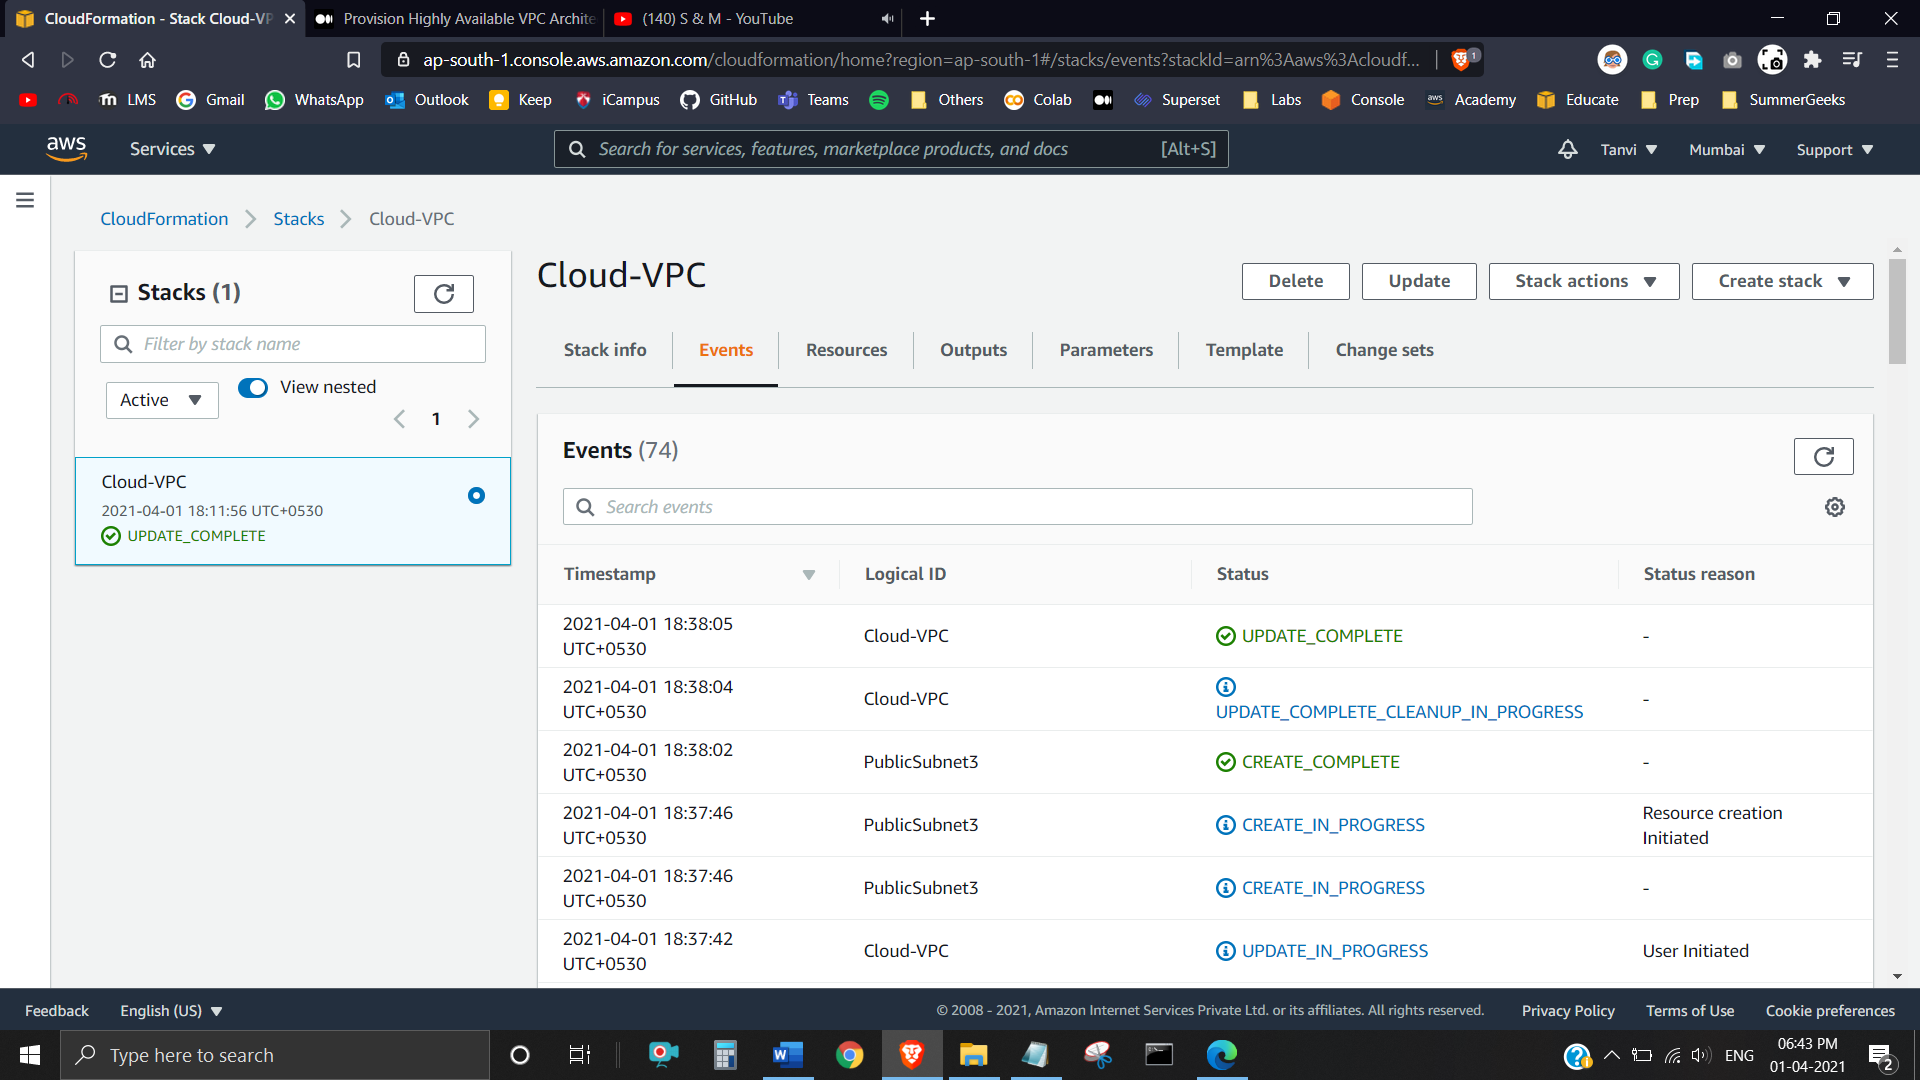 CloudFormation - Stack Cloud-VP
Provision Highly Available VPC Archite
(140) S & M - YouTube
ap-south-1.console.aws.amazon.com/cloudformation/home?region=ap-south-1#/stacks/events?stackId=arn%3Aaws%3Acloudf...
1
LMS
Gmail
WhatsApp
Outlook
Keep
iCampus
GitHub
Teams
Others
Colab
Superset
Labs
Console
aws
Academy
Educate
Prep
SummerGeeks
aws
Services
Search for services, features, marketplace products, and docs
[Alt+S]
Tanvi
Mumbai
Support
CloudFormation
Stacks
Cloud-VPC
Stacks (1)
Filter by stack name
Active
View nested
1
Cloud-VPC
2021-04-01 18:11:56 UTC+0530
UPDATE_COMPLETE
Cloud-VPC
Delete
Update
Stack actions
Create stack
Stack info
Events
Resources
Outputs
Parameters
Template
Change sets
Events (74)
Search events
Timestamp
Logical ID
Status
Status reason
2021-04-01 18:38:05
UTC+0530
Cloud-VPC
UPDATE_COMPLETE
-
2021-04-01 18:38:04
UTC+0530
Cloud-VPC
UPDATE_COMPLETE_CLEANUP_IN_PROGRESS
-
2021-04-01 18:38:02
UTC+0530
PublicSubnet3
CREATE_COMPLETE
-
2021-04-01 18:37:46
UTC+0530
PublicSubnet3
CREATE_IN_PROGRESS
Resource creation
Initiated
2021-04-01 18:37:46
UTC+0530
PublicSubnet3
CREATE_IN_PROGRESS
-
2021-04-01 18:37:42
UTC+0530
Cloud-VPC
UPDATE_IN_PROGRESS
User Initiated
Feedback
English (US)
© 2008 - 2021, Amazon Internet Services Private Ltd. or its affiliates. All rights reserved.
Privacy Policy
Terms of Use
Cookie preferences
Type here to search
ENG
06:43 PM
01-04-2021
2